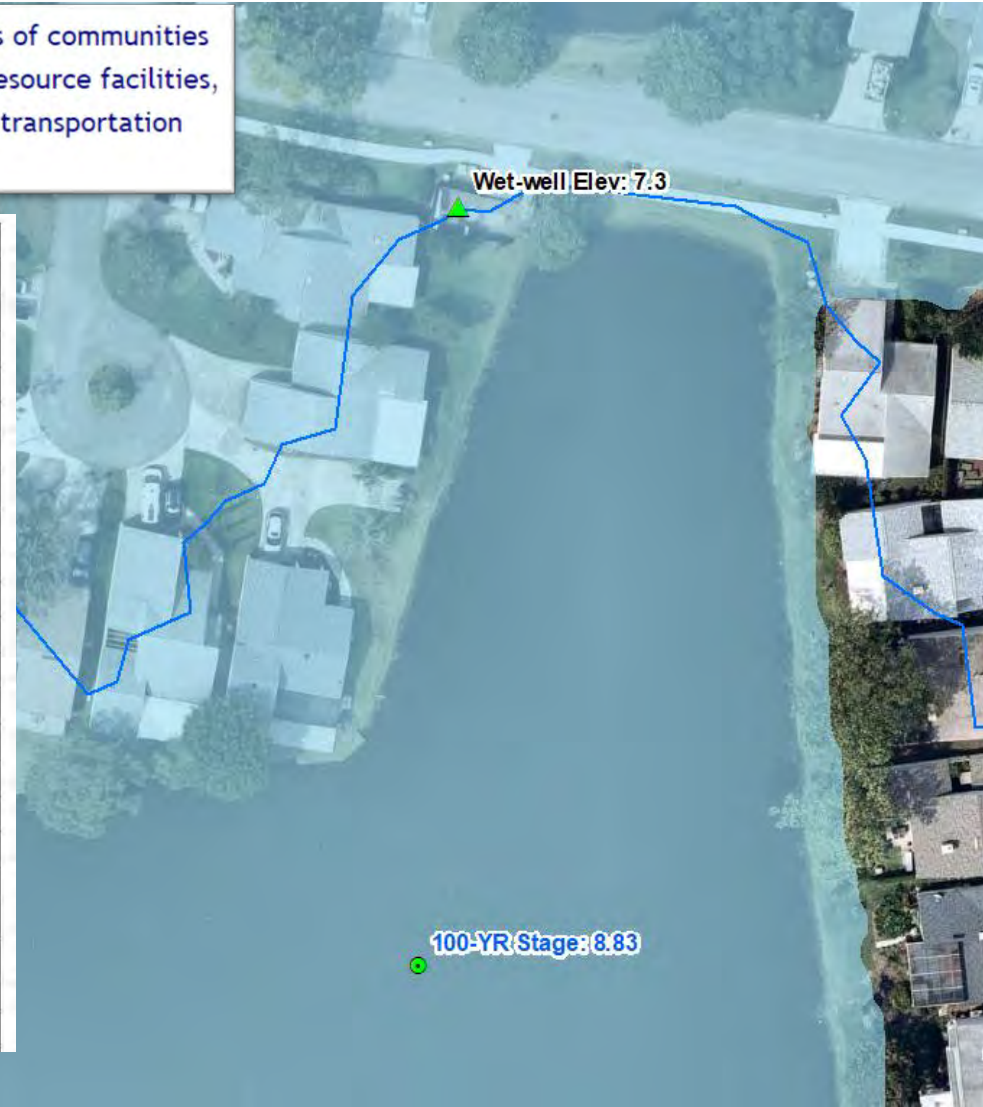 s of communities
esource facilities,
transportation
Wet-well Elev: 7.3
100-YR Stage: 8.83